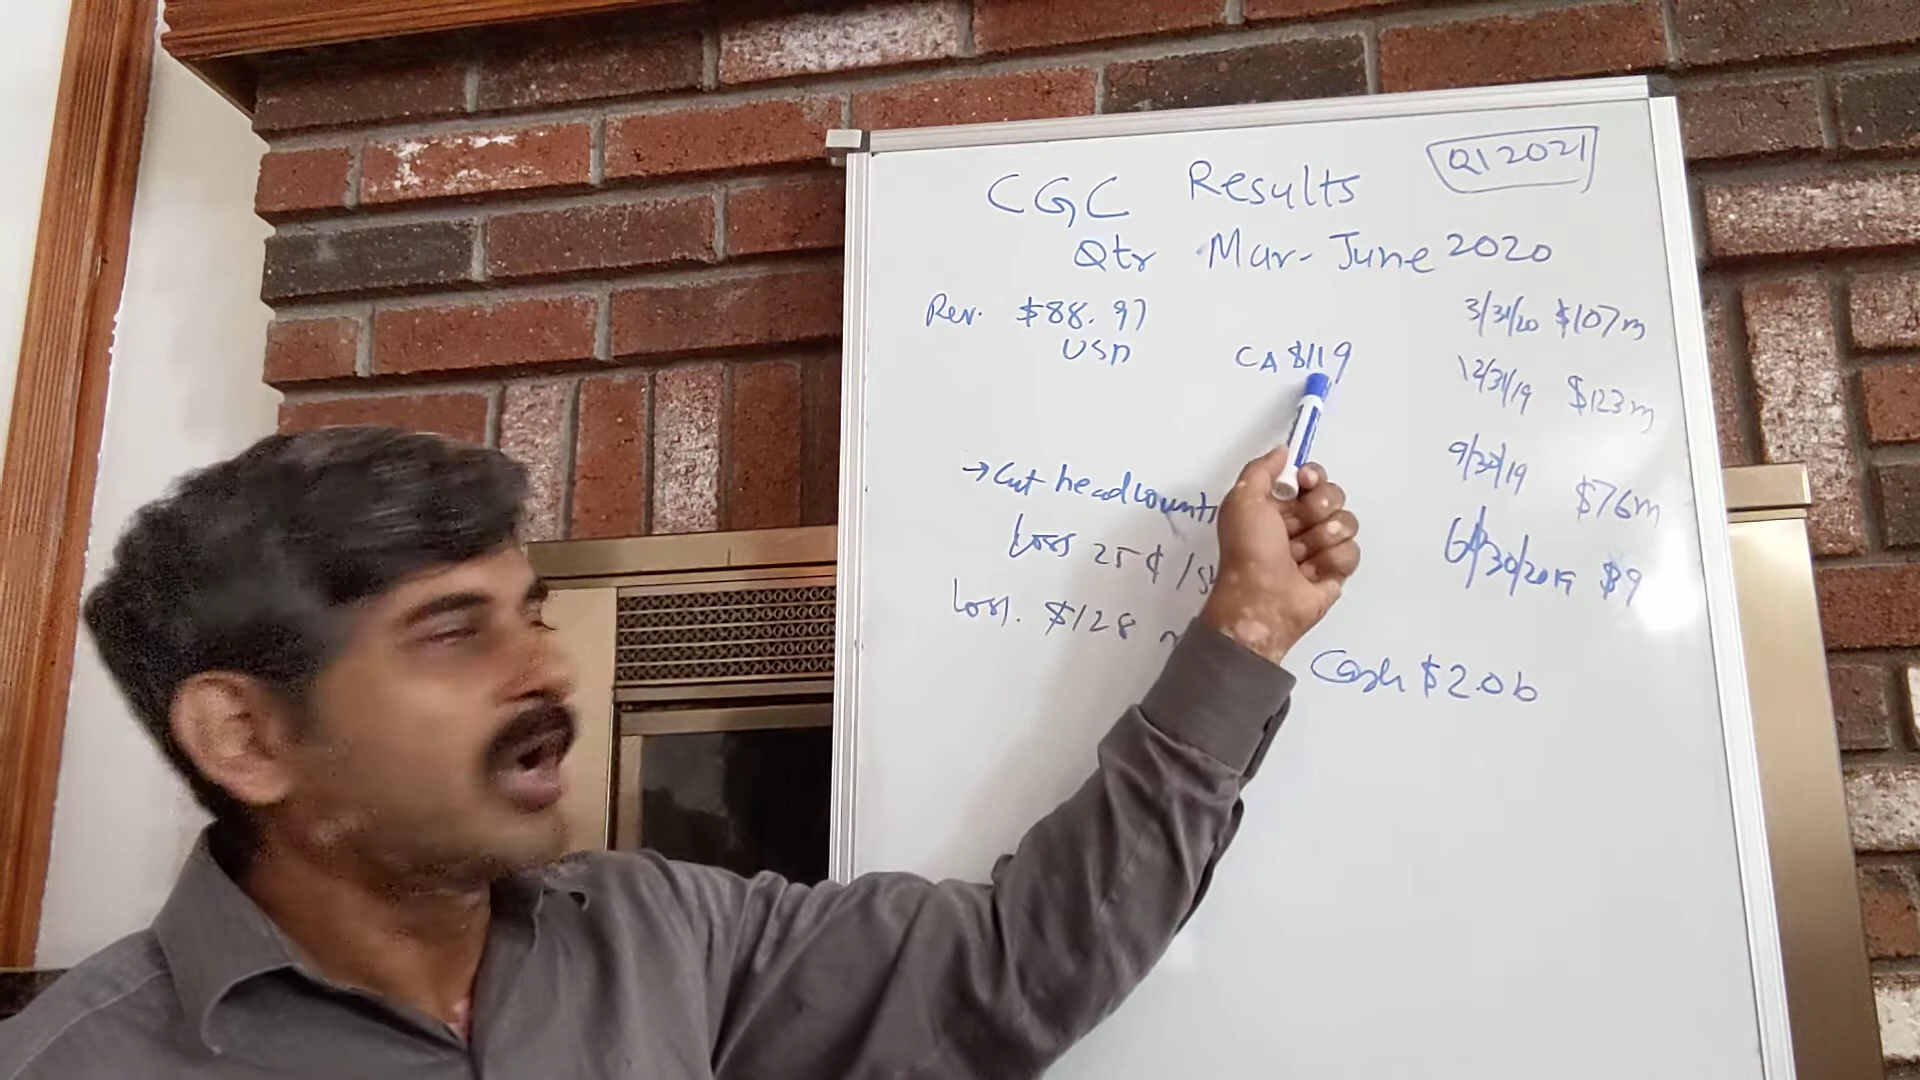 CGC Results Q1 2021
Qtr Mar- June 2020
Rev. $88.97
USD
CA $119
3/31/20 $107m
12/31/19 $123m
9/30/19 $76m
6/30/2019 $9
→ Cut headcount
Loss 25¢ /s
Loss. $128
Cash $2.0b